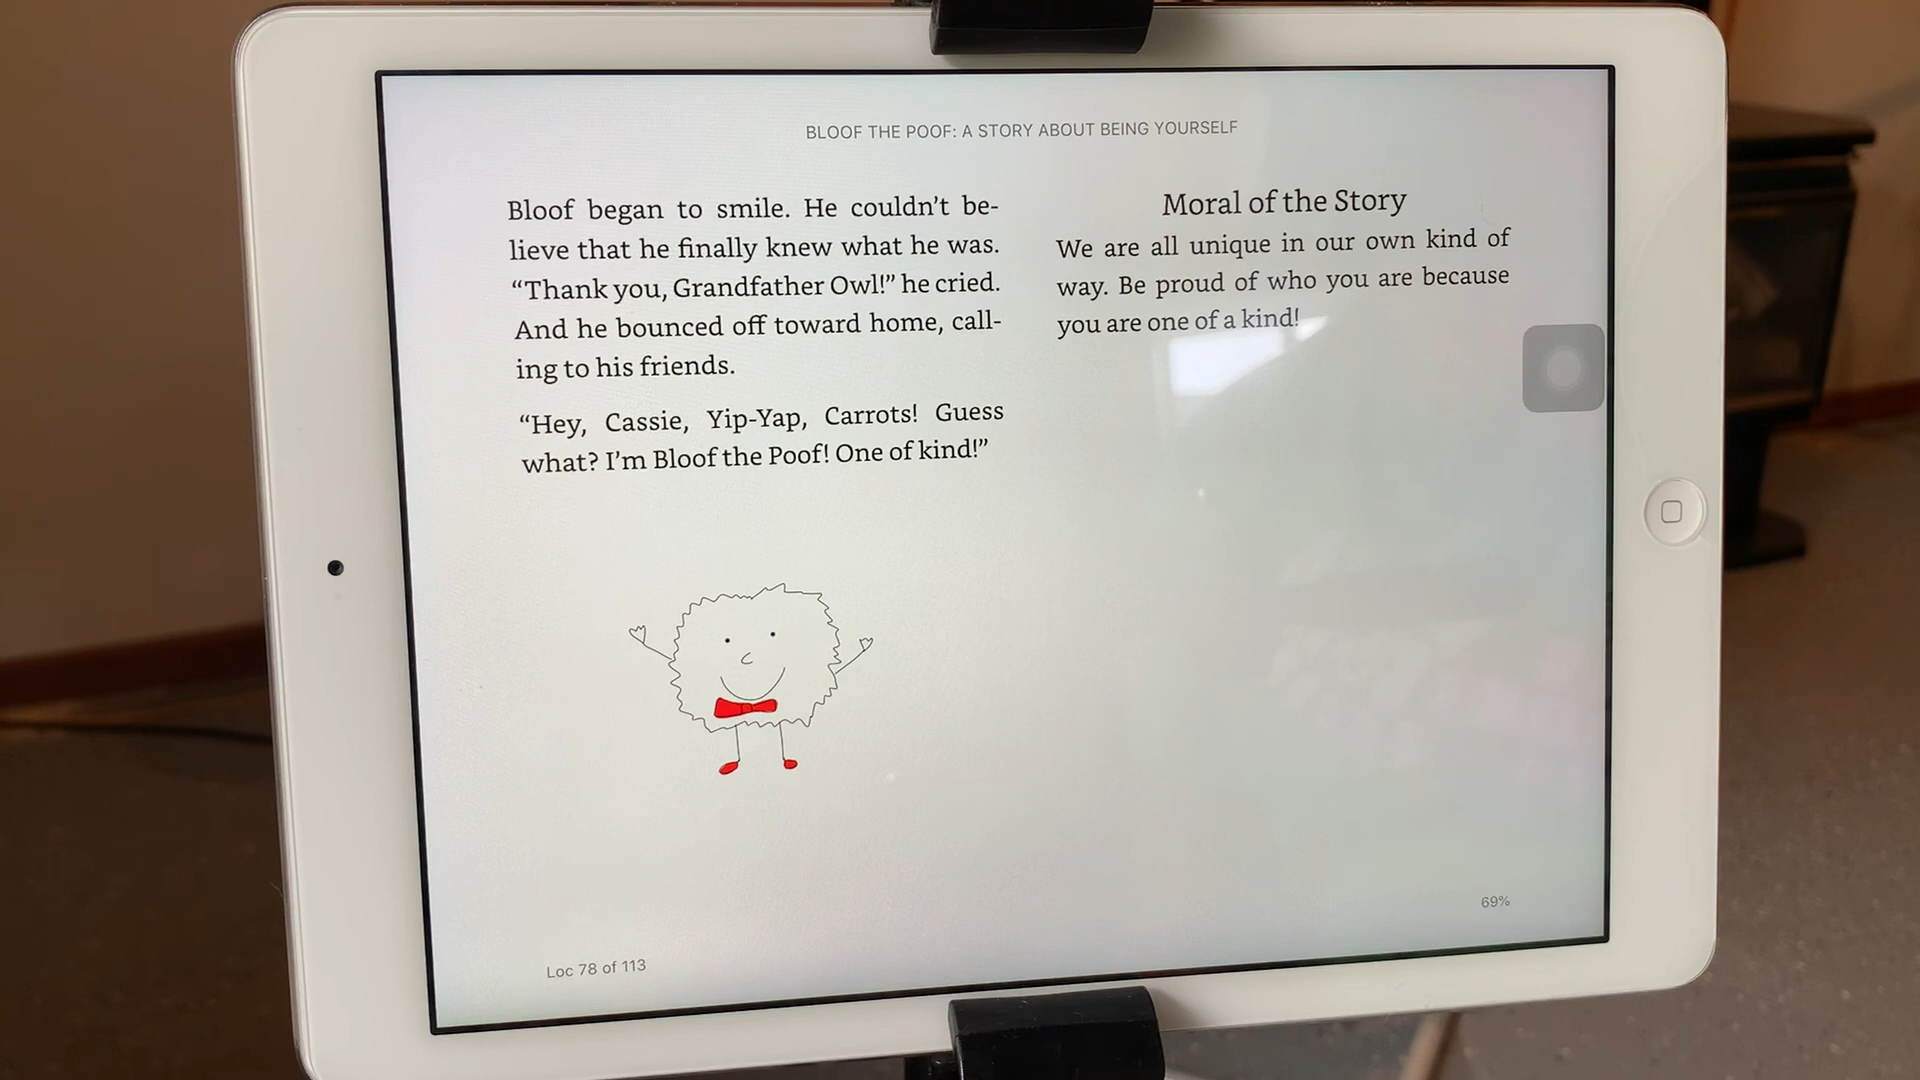 BLOOF THE POOF: A STORY ABOUT BEING YOURSELF
Bloof began to smile. He couldn’t be-
lieve that he finally knew what he was.
“Thank you, Grandfather Owl!” he cried.
And he bounced off toward home, call-
ing to his friends.
“Hey, Cassie, Yip-Yap, Carrots! Guess
what? I’m Bloof the Poof! One of kind!”
Moral of the Story
We are all unique in our own kind of
way. Be proud of who you are because
you are one of a kind!
Loc 78 of 113
69%